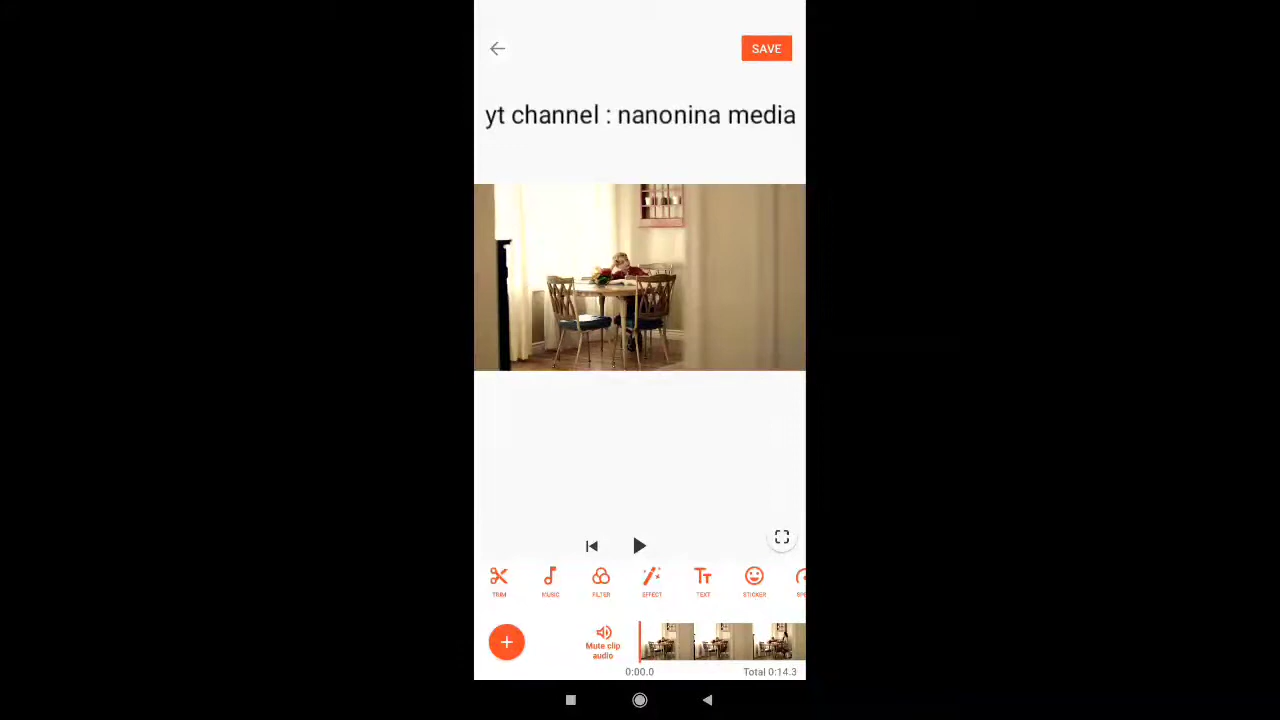 SAVE
yt channel : nanonina media
TRIM MUSIC FILTER EFFECT TEXT STICKER
Mute clip
audio
0:00.0 Total 0:14.3